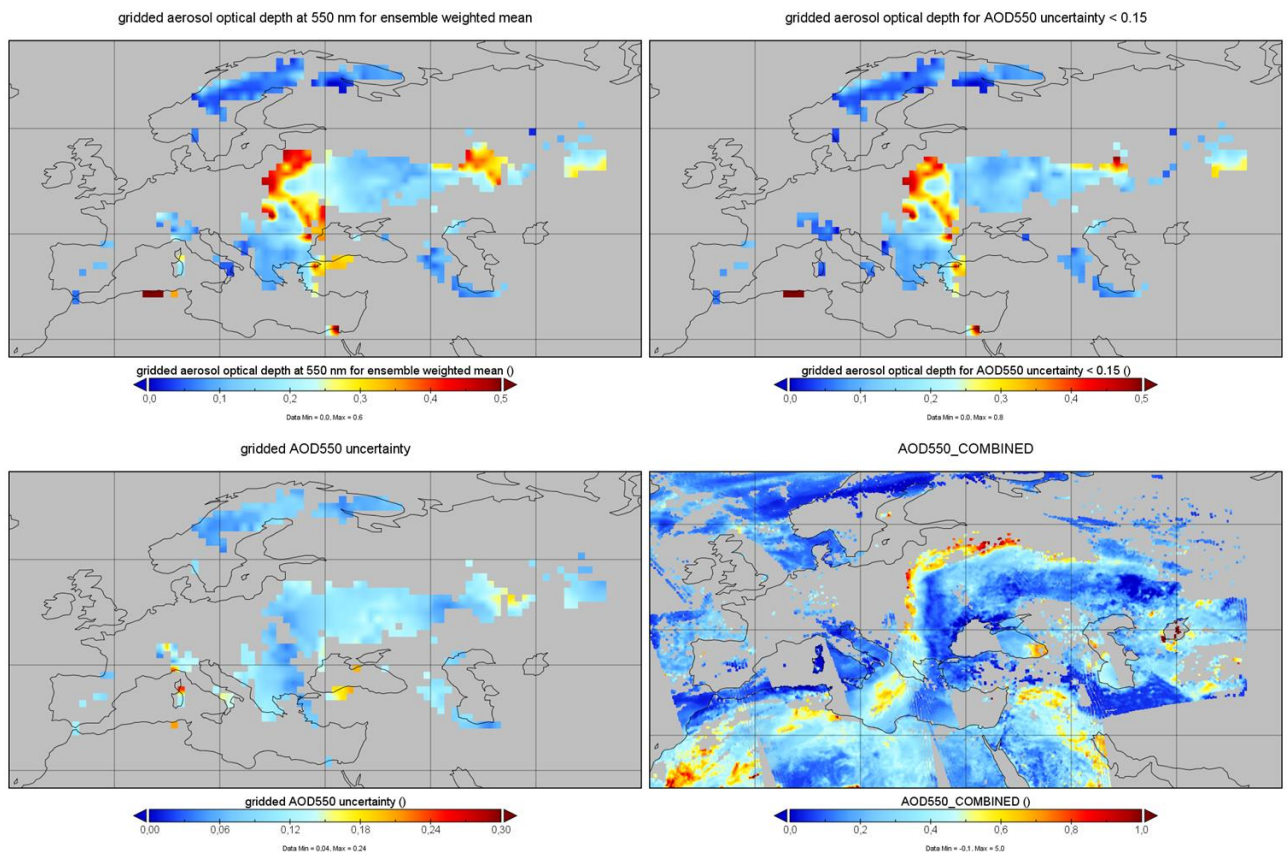 gridded aerosol optical depth at 550 nm for ensemble weighted mean
gridded aerosol optical depth for AOD550 uncertainty < 0.15
gridded aerosol optical depth at 550 nm for ensemble weighted mean ()
0,0 0,1 0,2 0,3 0,4 0,5
Data Min = 0.0, Max = 0.6
gridded aerosol optical depth for AOD550 uncertainty < 0.15 ()
0,0 0,1 0,2 0,3 0,4 0,5
Data Min = 0.0, Max = 0.8
gridded AOD550 uncertainty
AOD550_COMBINED
gridded AOD550 uncertainty ()
0,00 0,06 0,12 0,18 0,24 0,30
Data Min = 0.04, Max = 0.24
AOD550_COMBINED ()
0,0 0,2 0,4 0,6 0,8 1,0
Data Min = -0.1, Max = 5.0